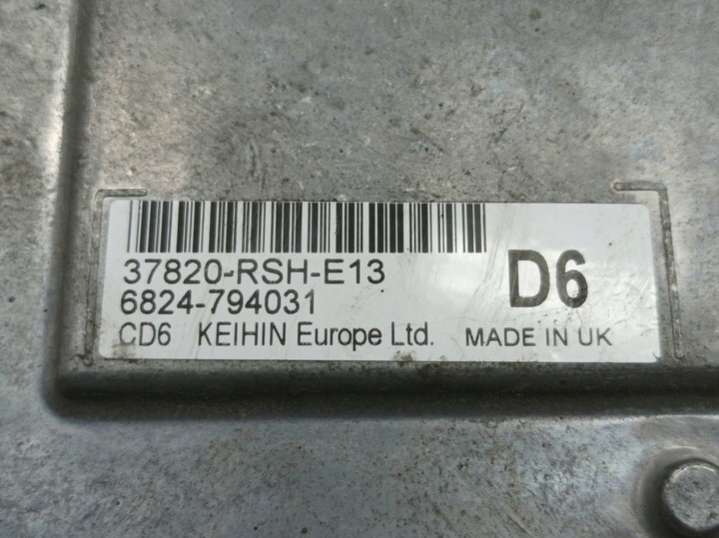 37820-RSH-E13
D6
6824-794031
CD6 KEIHIN Europe Ltd. MADE IN UK